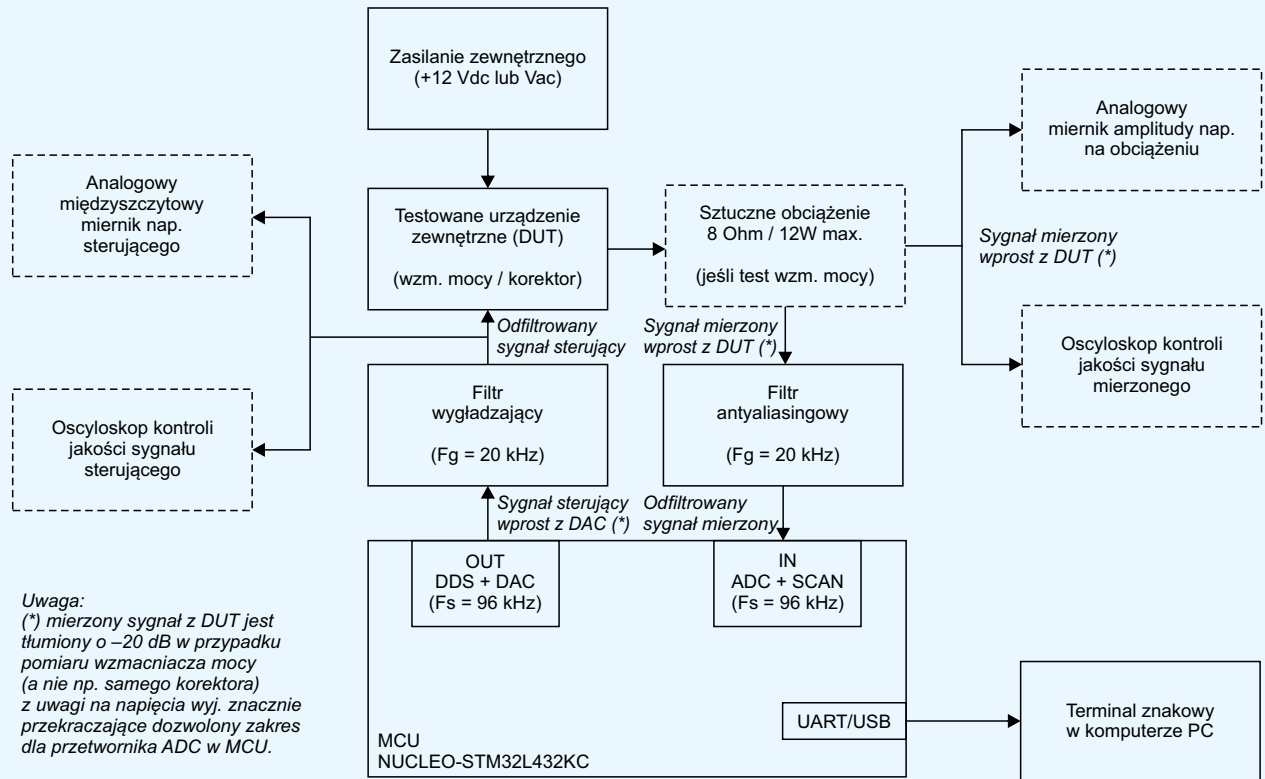 Zasilanie zewnętrznego
(+12 Vdc lub Vac)
Analogowy
międzyszczytowy
miernik nap.
sterującego
Testowane urządzenie
zewnętrzne (DUT)
(wzm. mocy / korektor)
Sztuczne obciążenie
8 Ohm / 12W max.
(jeśli test wzm. mocy)
Analogowy
miernik amplitudy nap.
na obciążeniu
Sygnał mierzony
wprost z DUT (*)
Oscyloskop kontroli
jakości sygnału
mierzonego
Odfiltrowany
sygnał sterujący
Sygnał mierzony
wprost z DUT (*)
Oscyloskop kontroli
jakości sygnału
sterującego
Filtr
wygładzający
(Fg = 20 kHz)
Filtr
antyaliasingowy
(Fg = 20 kHz)
Sygnał sterujący
wprost z DAC (*)
Odfiltrowany
sygnał mierzony
OUT
DDS + DAC
(Fs = 96 kHz)
IN
ADC + SCAN
(Fs = 96 kHz)
UART/USB
MCU
NUCLEO-STM32L432KC
Terminal znakowy
w komputerze PC
Uwaga:
(*) mierzony sygnał z DUT jest
tłumiony o –20 dB w przypadku
pomiaru wzmacniacza mocy
(a nie np. samego korektora)
z uwagi na napięcia wyj. znacznie
przekraczające dozwolony zakres
dla przetwornika ADC w MCU.